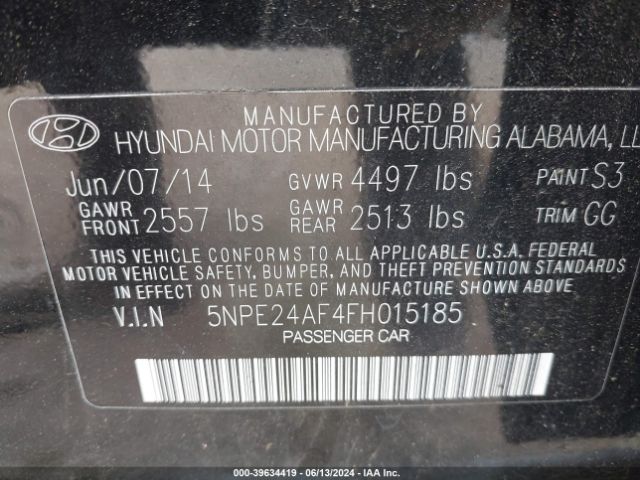 MANUFACTURED BY
HYUNDAI MOTOR MANUFACTURING ALABAMA, LL
Jun/07/14 GVWR 4497 lbs PAINT S3
GAWR FRONT 2557 lbs GAWR REAR 2513 lbs TRIM GG
THIS VEHICLE CONFORMS TO ALL APPLICABLE U.S.A. FEDERAL
MOTOR VEHICLE SAFETY, BUMPER, AND THEFT PREVENTION STANDARDS
IN EFFECT ON THE DATE OF MANUFACTURE SHOWN ABOVE.
V.I.N 5NPE24AF4FH015185
PASSENGER CAR
000-39634419 - 06/13/2024 - IAA Inc.